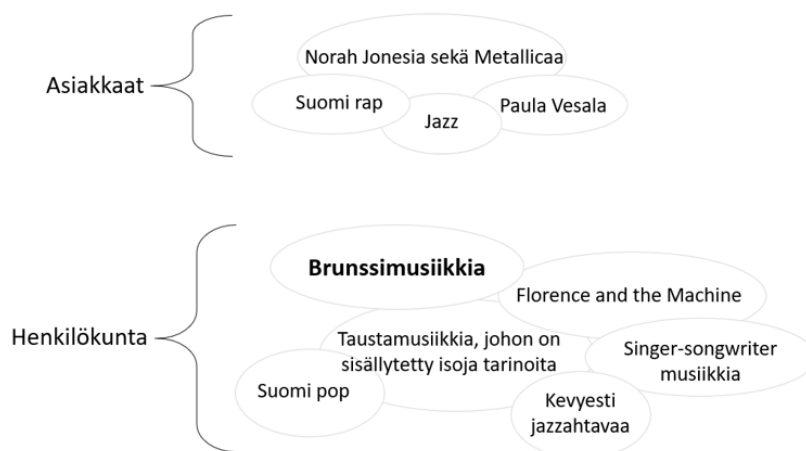 Asiakkaat
Norah Jonesia sekä Metallicaa
Suomi rap
Jazz
Paula Vesala
Henkilökunta
Brunssimusiikkia
Florence and the Machine
Taustamusiikkia, johon on
sisällytetty isoja tarinoita
Singer-songwriter
musiikkia
Suomi pop
Kevyesti
jazzahtavaa